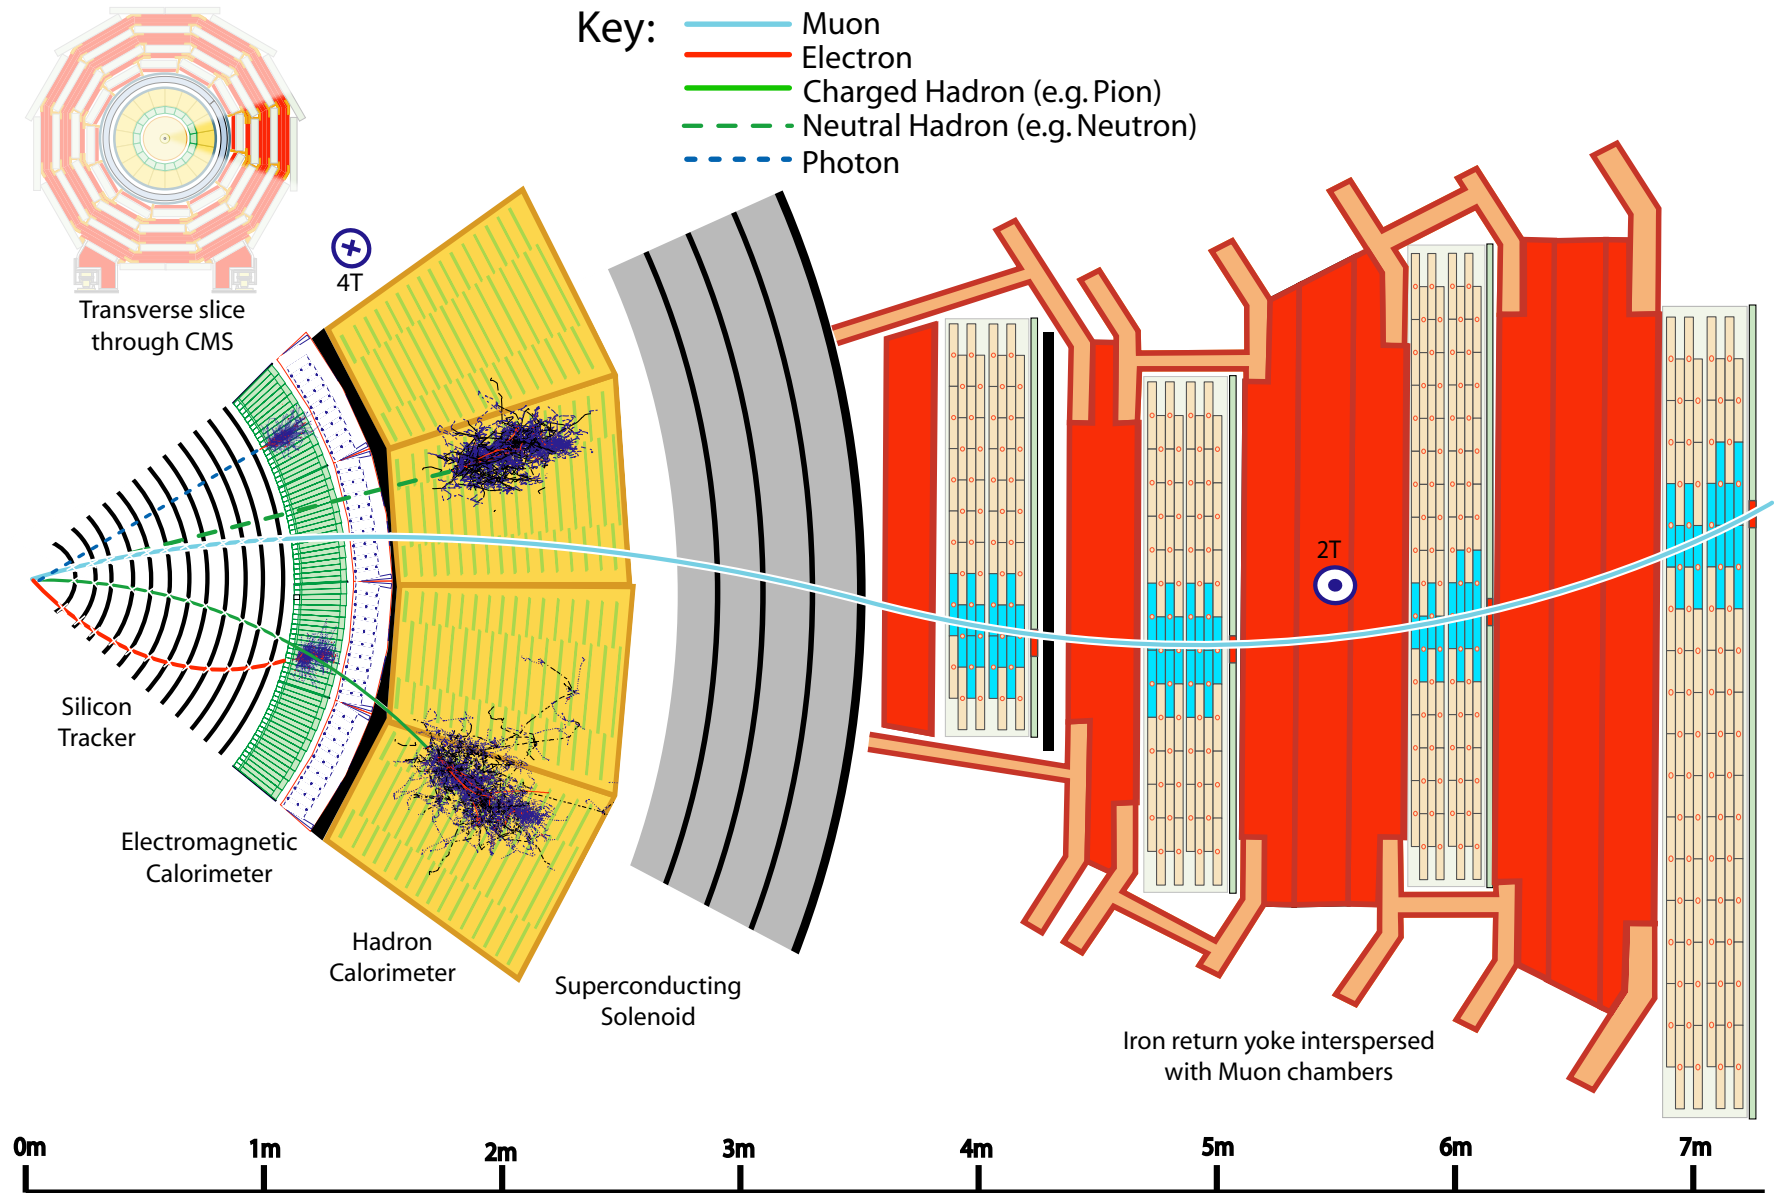 Key:
Muon
Electron
Charged Hadron (e.g. Pion)
Neutral Hadron (e.g. Neutron)
Photon
Transverse slice
through CMS
4T
2T
Silicon
Tracker
Electromagnetic
Calorimeter
Hadron
Calorimeter
Superconducting
Solenoid
Iron return yoke interspersed
with Muon chambers
0m 1m 2m 3m 4m 5m 6m 7m